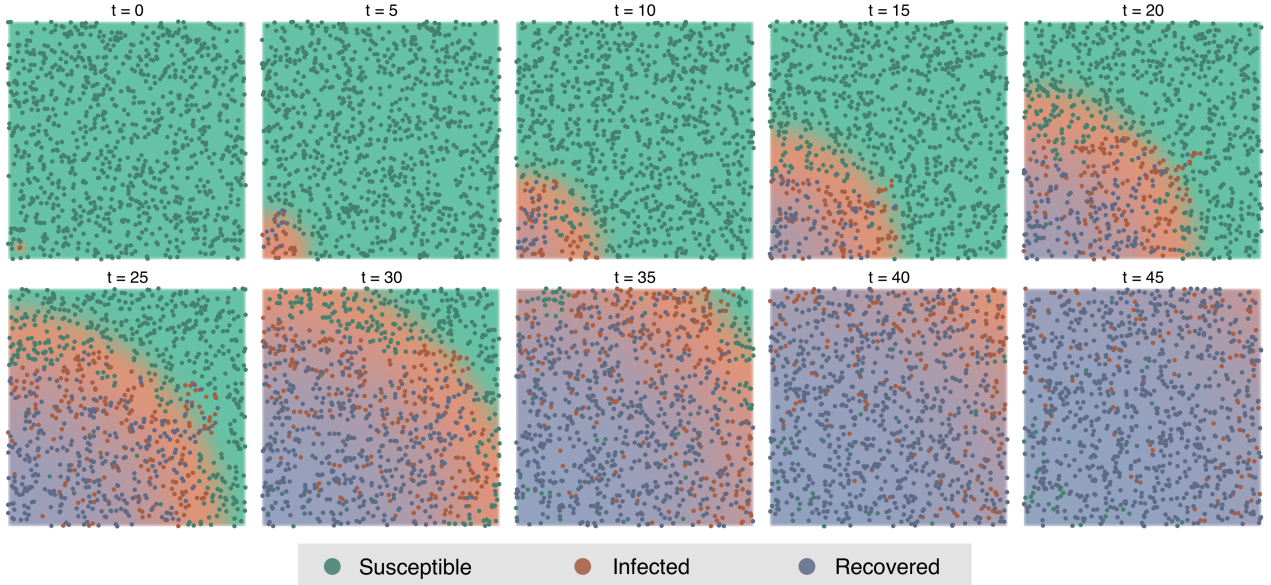 t = 0
t = 5
t = 10
t = 15
t = 20
t = 25
t = 30
t = 35
t = 40
t = 45
Susceptible
Infected
Recovered